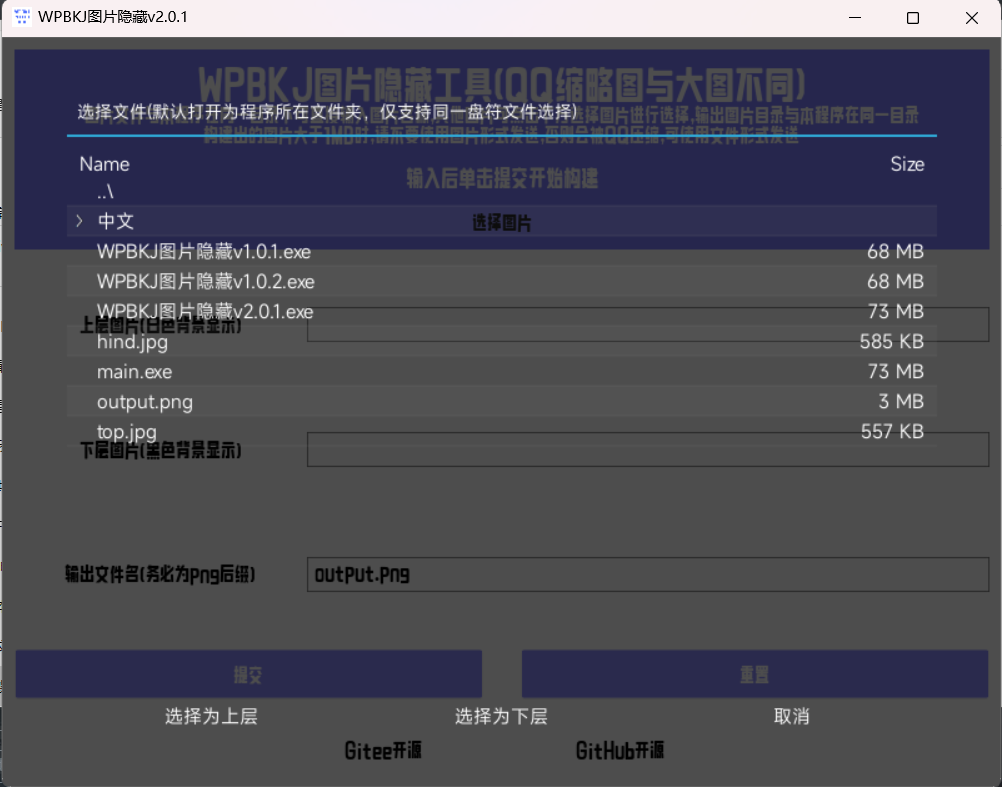 WPBKJ图片隐藏v2.0.1
WPBKJ图片隐藏工具(QQ缩略图与大图不同)
选择文件(默认打开为程序所在文件夹，仅支持同一盘符文件选择)
选择图片进行选择,输出图片目录与本程序在同一目录
构建出的图片大于1MB时,请不要使用图片形式发送,否则会被QQ压缩,可使用文件形式发送
Name Size
输入后单击提交开始构建
..\
中文
选择图片
WPBKJ图片隐藏v1.0.1.exe 68 MB
WPBKJ图片隐藏v1.0.2.exe 68 MB
WPBKJ图片隐藏v2.0.1.exe 73 MB
上层图片(白色背景显示)
hind.jpg 585 KB
main.exe 73 MB
output.png 3 MB
top.jpg 557 KB
下层图片(黑色背景显示)
输出文件名(务必为png后缀) output.png
提交 重置
选择为上层 选择为下层 取消
Gitee开源 GitHub开源